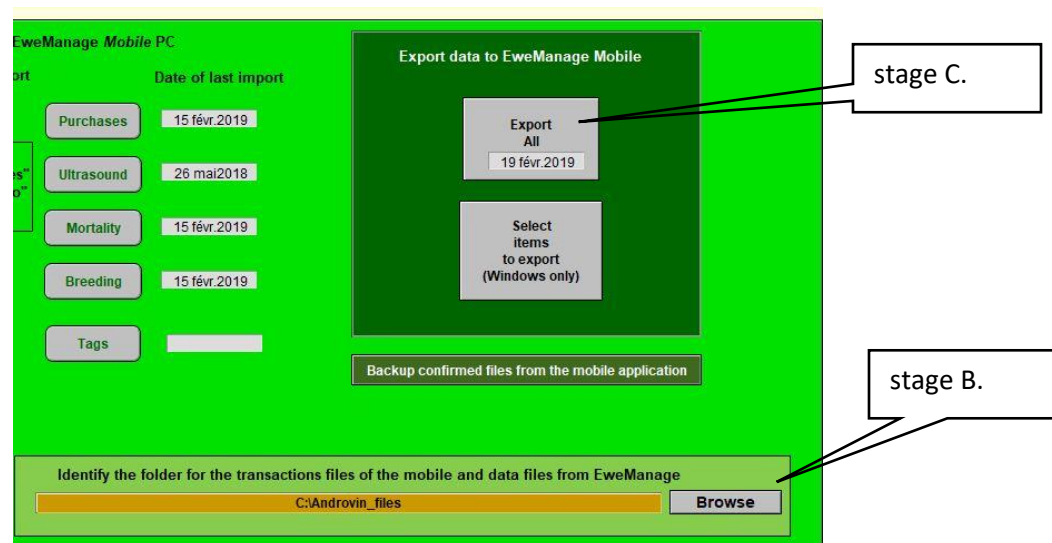 EweManage Mobile PC
ort
Date of last import
Purchases
15 févr.2019
es"
o"
Ultrasound
26 mai2018
Mortality
15 févr.2019
Breeding
15 févr.2019
Tags
Export data to EweManage Mobile
Export
All
19 févr.2019
Select
items
to export
(Windows only)
Backup confirmed files from the mobile application
Identify the folder for the transactions files of the mobile and data files from EweManage
C:\Androvin_files
Browse
stage C.
stage B.